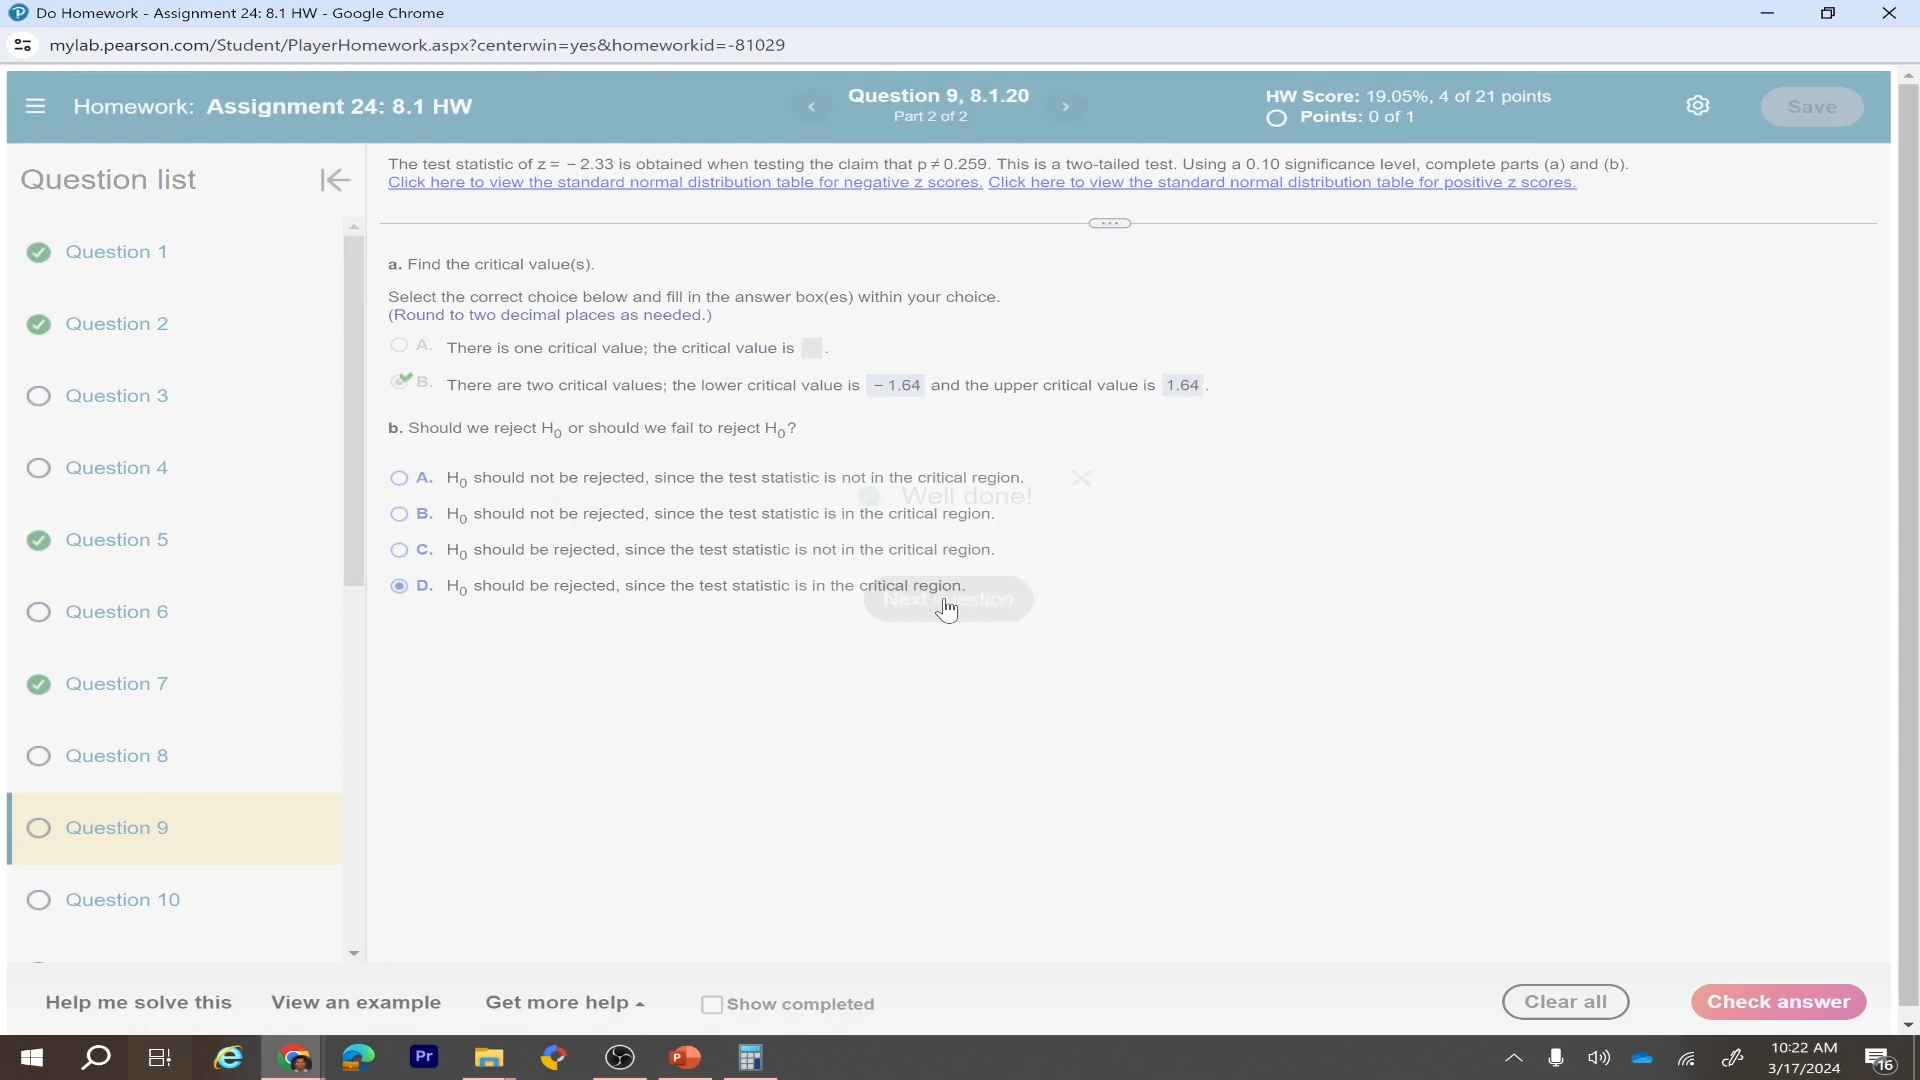 Do Homework - Assignment 24: 8.1 HW - Google Chrome
mylab.pearson.com/Student/PlayerHomework.aspx?centerwin=yes&homeworkid=-81029
Homework: Assignment 24: 8.1 HW
Question 9, 8.1.20
Part 2 of 2
HW Score: 19.05%, 4 of 21 points
Points: 0 of 1
Save
Question list
Question 1
Question 2
Question 3
Question 4
Question 5
Question 6
Question 7
Question 8
Question 9
Question 10
The test statistic of z = − 2.33 is obtained when testing the claim that p ≠ 0.259. This is a two-tailed test. Using a 0.10 significance level, complete parts (a) and (b).
Click here to view the standard normal distribution table for negative z scores. Click here to view the standard normal distribution table for positive z scores.
a. Find the critical value(s).
Select the correct choice below and fill in the answer box(es) within your choice.
(Round to two decimal places as needed.)
A. There is one critical value; the critical value is .
B. There are two critical values; the lower critical value is − 1.64 and the upper critical value is 1.64 .
b. Should we reject H0 or should we fail to reject H0?
A. H0 should not be rejected, since the test statistic is not in the critical region.
Well done!
B. H0 should not be rejected, since the test statistic is in the critical region.
C. H0 should be rejected, since the test statistic is not in the critical region.
D. H0 should be rejected, since the test statistic is in the critical region.
Next question
Help me solve this
View an example
Get more help
Show completed
Clear all
Check answer
Pr
P
10:22 AM
3/17/2024
16